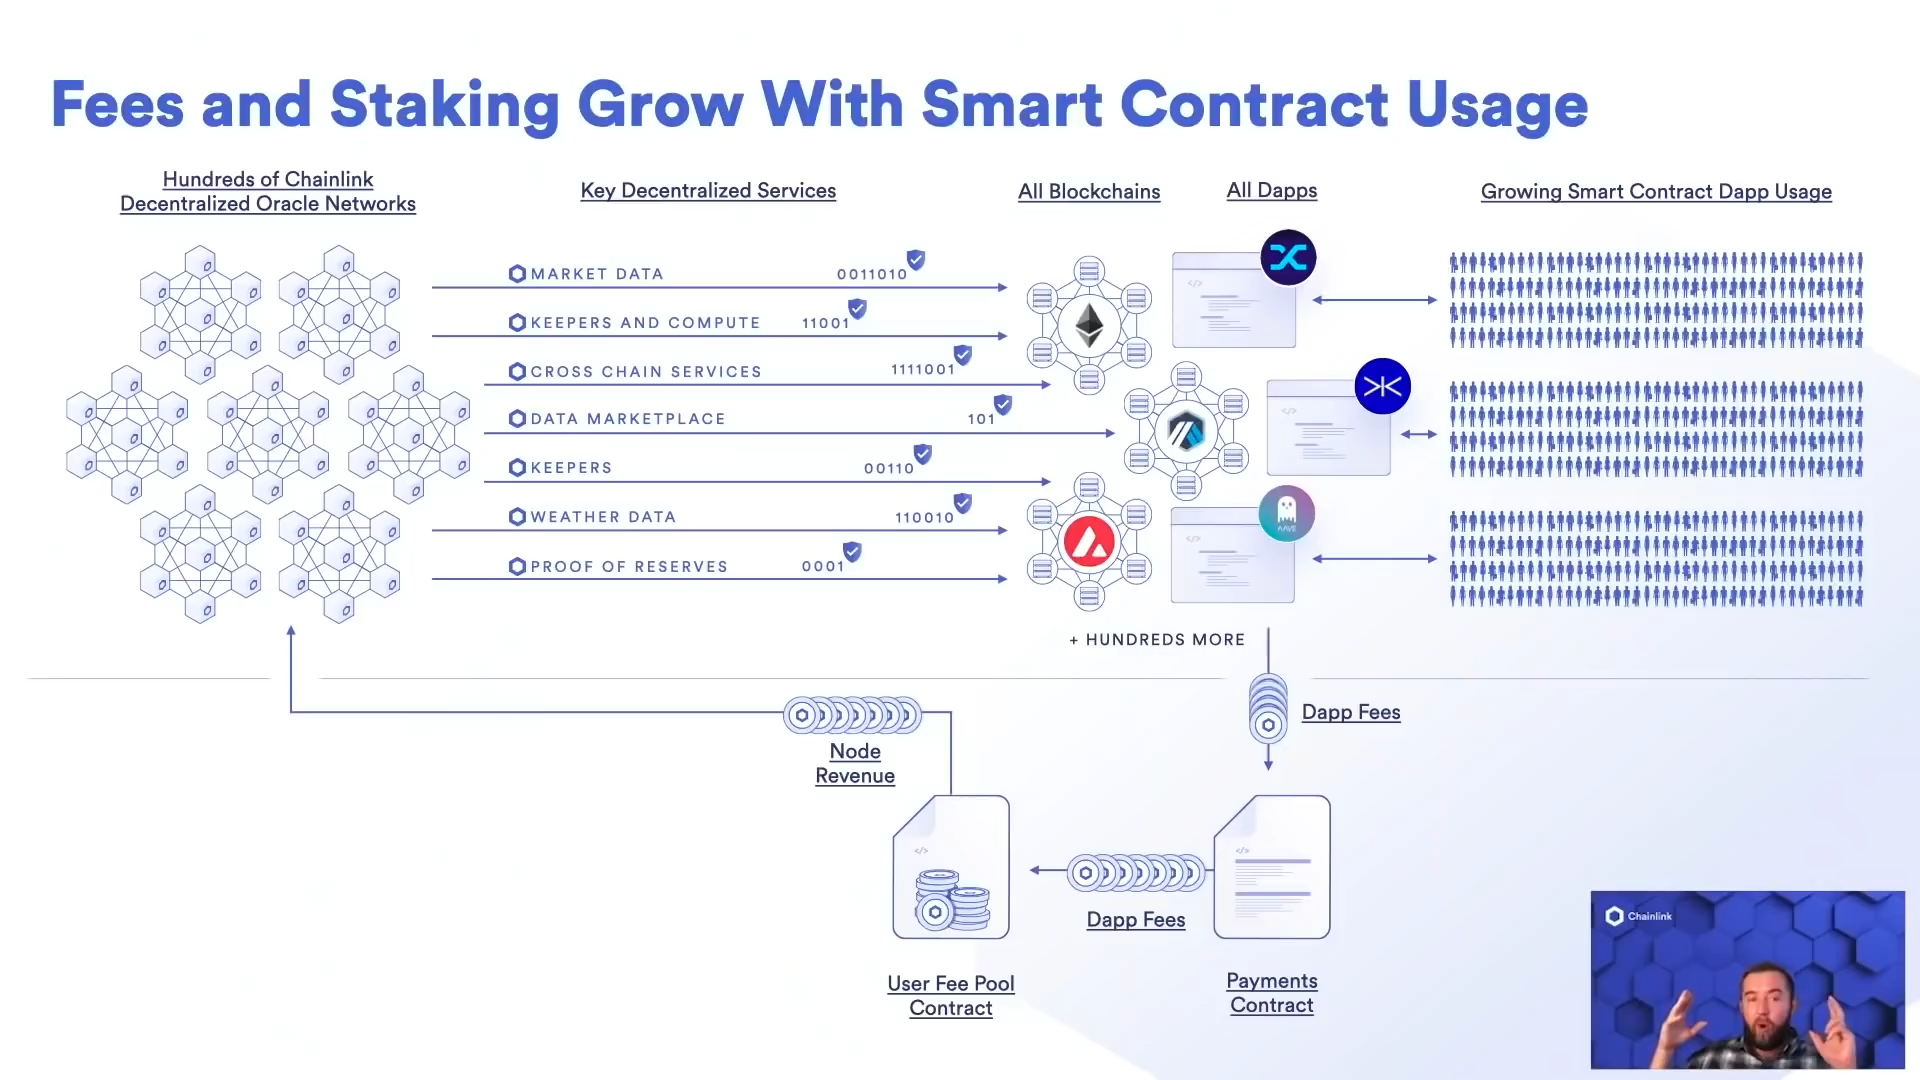 Fees and Staking Grow With Smart Contract Usage
Hundreds of Chainlink
Decentralized Oracle Networks
Key Decentralized Services
All Blockchains
All Dapps
Growing Smart Contract Dapp Usage
MARKET DATA
0011010
KEEPERS AND COMPUTE
11001
CROSS CHAIN SERVICES
1111001
DATA MARKETPLACE
101
KEEPERS
00110
WEATHER DATA
110010
PROOF OF RESERVES
0001
</>
</>
</>
AAVE
+ HUNDREDS MORE
Dapp Fees
Node
Revenue
</>
</>
Dapp Fees
User Fee Pool
Contract
Payments
Contract
Chainlink